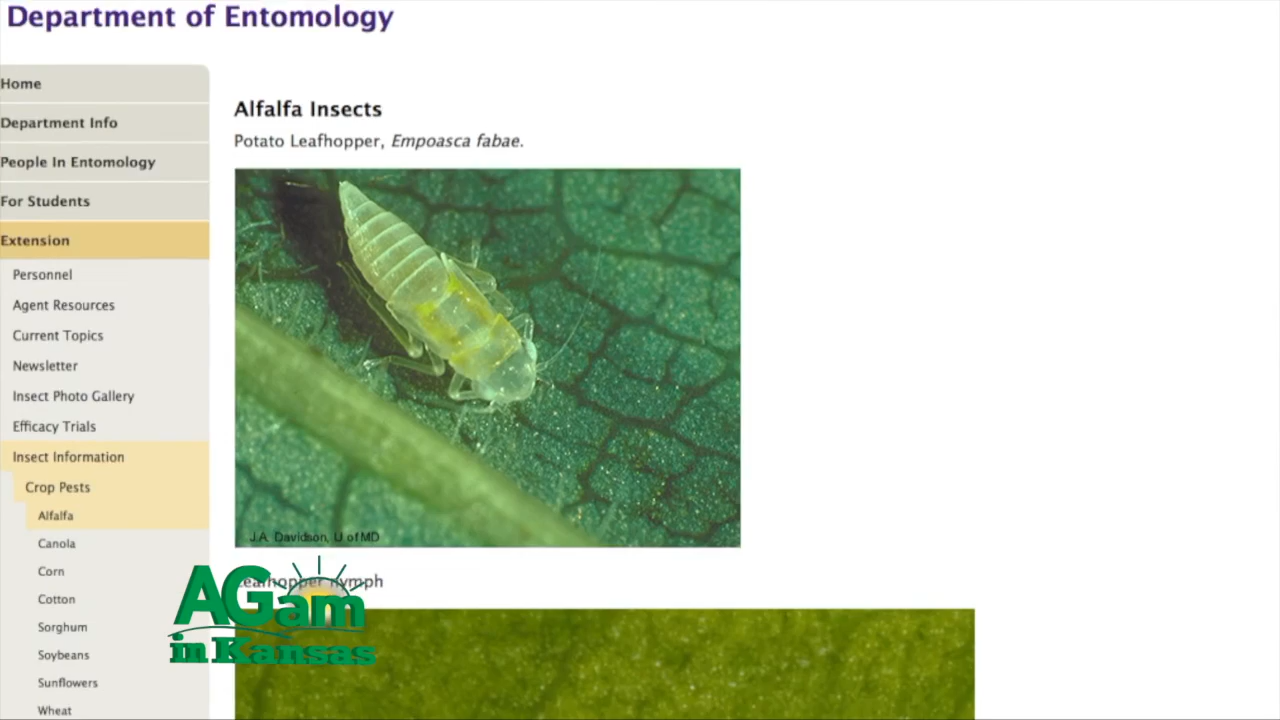 Department of Entomology
Home
Department Info
People In Entomology
For Students
Extension
Personnel
Agent Resources
Current Topics
Newsletter
Insect Photo Gallery
Efficacy Trials
Insect Information
Crop Pests
Alfalfa
Canola
Corn
Cotton
Sorghum
Soybeans
Sunflowers
Wheat
Alfalfa Insects
Potato Leafhopper, Empoasca fabae.
J.A. Davidson, U of MD
Leafhopper nymph
AGam
in Kansas